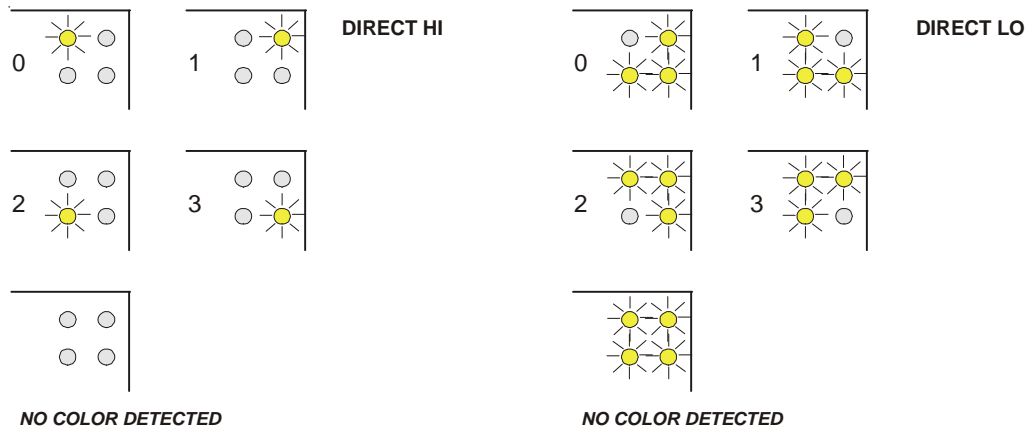 0 1 DIRECT HI 0 1 DIRECT LO
2 3 2 3
NO COLOR DETECTED NO COLOR DETECTED